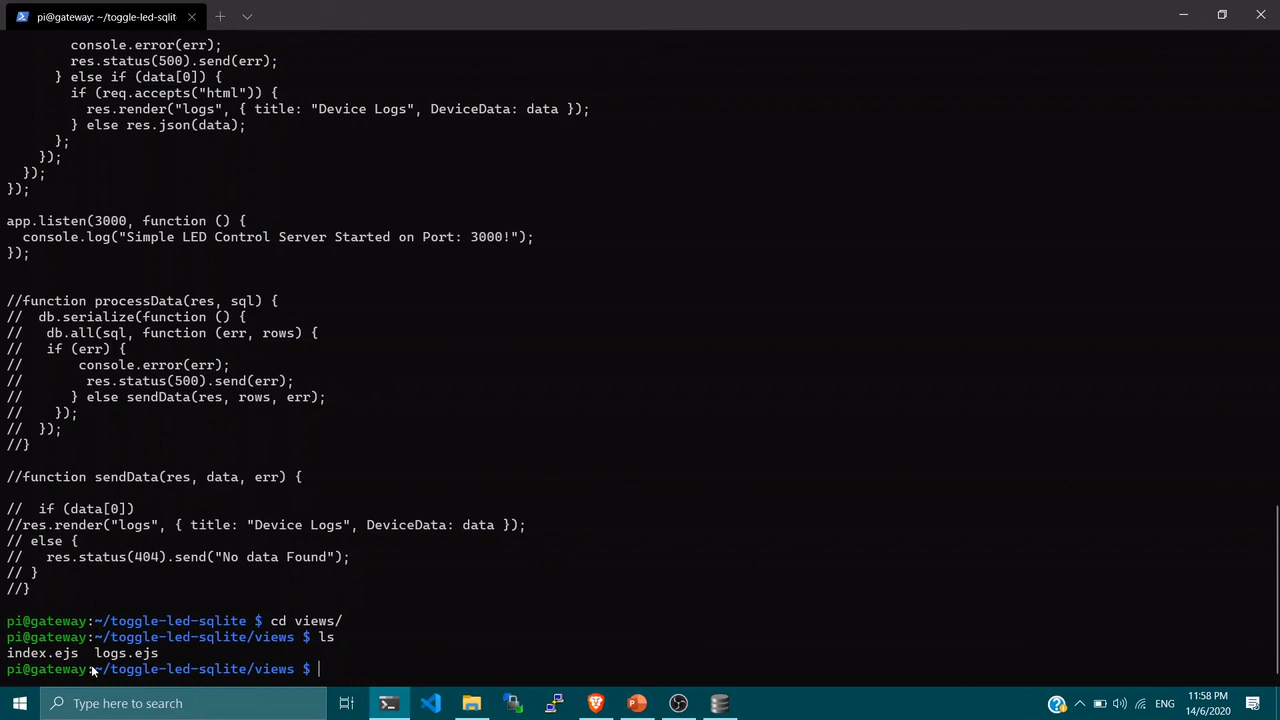 pi@gateway: ~/toggle-led-sqlit
        console.error(err);
        res.status(500).send(err);
      } else if (data[0]) {
        if (req.accepts("html")) {
          res.render("logs", { title: "Device Logs", DeviceData: data });
        } else res.json(data);
      };
    });
  });
});
app.listen(3000, function () {
  console.log("Simple LED Control Server Started on Port: 3000!");
});
//function processData(res, sql) {
//  db.serialize(function () {
//   db.all(sql, function (err, rows) {
//   if (err) {
//       console.error(err);
//        res.status(500).send(err);
//      } else sendData(res, rows, err);
//    });
//  });
//}
//function sendData(res, data, err) {
//  if (data[0])
//res.render("logs", { title: "Device Logs", DeviceData: data });
// else {
//   res.status(404).send("No data Found");
// }
//}
pi@gateway:~/toggle-led-sqlite $ cd views/
pi@gateway:~/toggle-led-sqlite/views $ ls
index.ejs  logs.ejs
pi@gateway:~/toggle-led-sqlite/views $
Type here to search
11:58 PM
14/6/2020